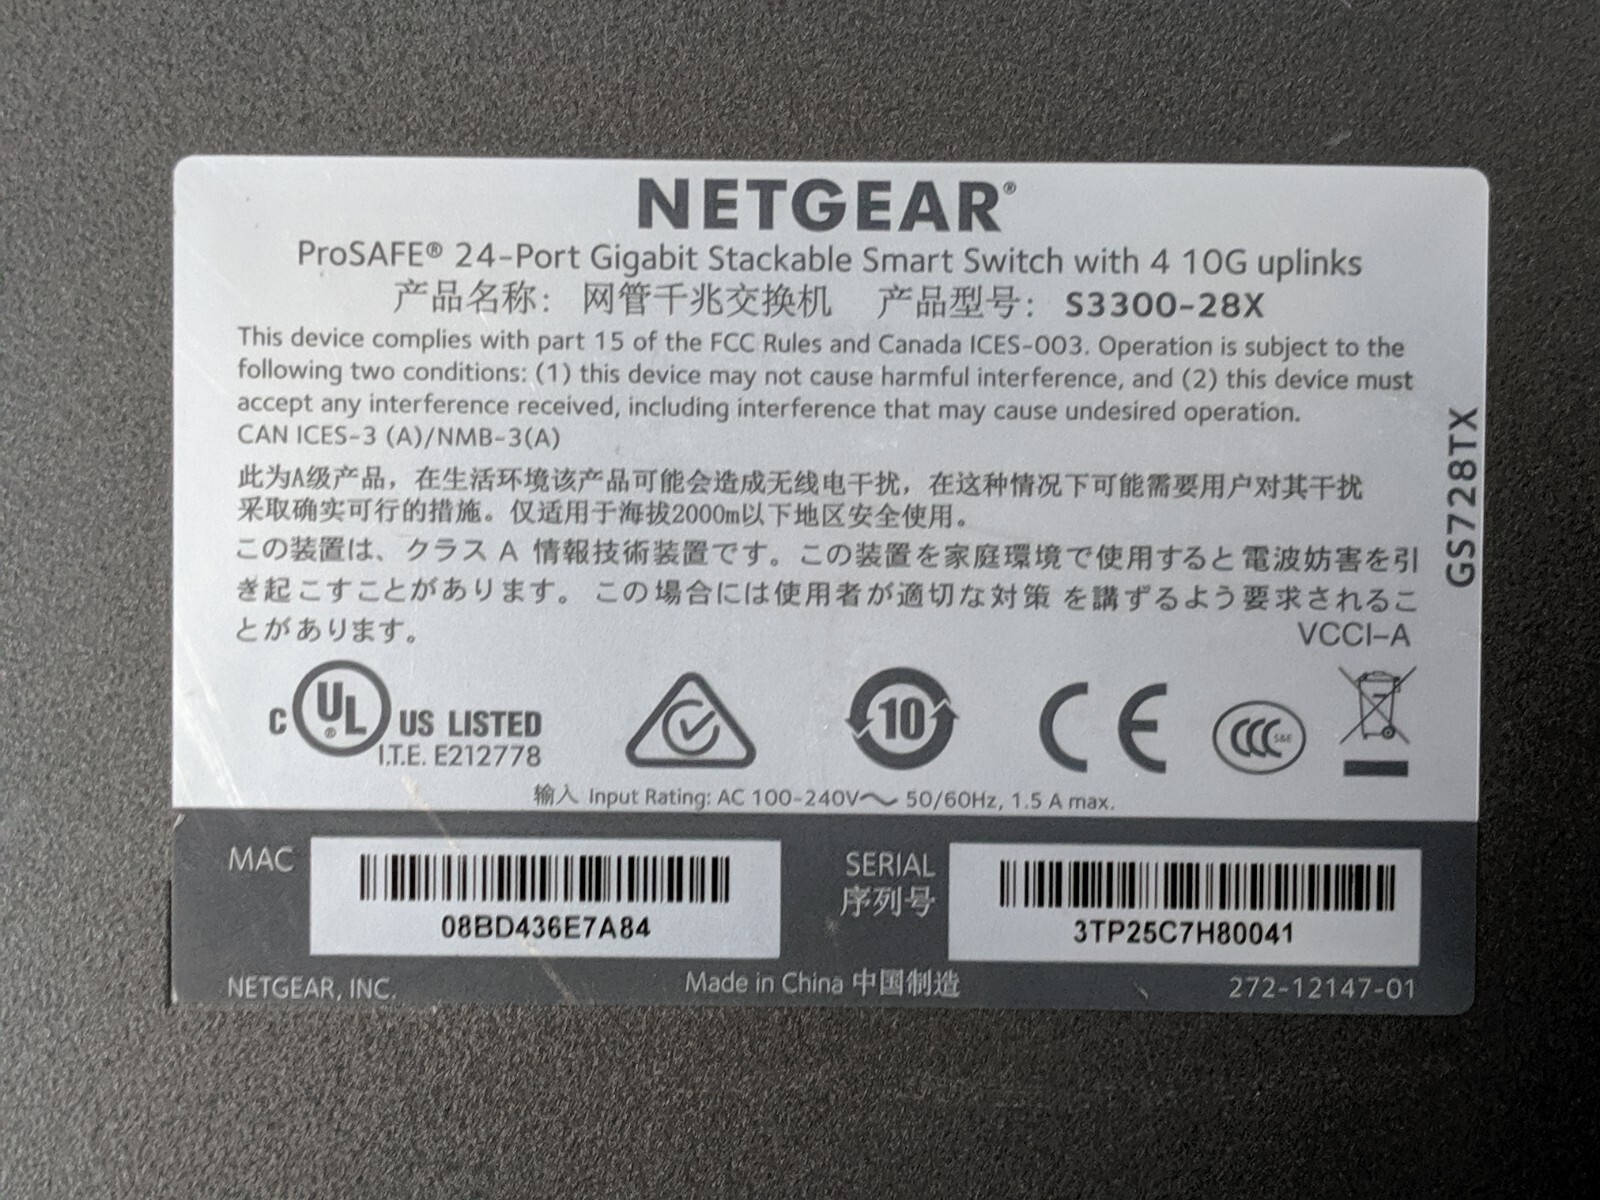 NETGEAR®
ProSAFE® 24-Port Gigabit Stackable Smart Switch with 4 10G uplinks
产品名称： 网管千兆交换机 产品型号： S3300-28X
This device complies with part 15 of the FCC Rules and Canada ICES-003. Operation is subject to the
following two conditions: (1) this device may not cause harmful interference, and (2) this device must
accept any interference received, including interference that may cause undesired operation.
CAN ICES-3 (A)/NMB-3(A)
此为A级产品，在生活环境该产品可能会造成无线电干扰，在这种情况下可能需要用户对其干扰
采取确实可行的措施。仅适用于海拔2000m以下地区安全使用。
この装置は、クラス A 情報技術装置です。この装置を家庭環境で使用すると電波妨害を引
き起こすことがあります。 この場合には使用者が適切な対策 を講ずるよう要求されるこ
とがあります。
VCCI-A
GS728TX
C UL® US LISTED
I.T.E. E212778
10
CE
CCC S&E
输入 Input Rating: AC 100-240V～ 50/60Hz, 1.5 A max.
MAC
08BD436E7A84
SERIAL
序列号
3TP25C7H80041
NETGEAR, INC.
Made in China 中国制造
272-12147-01